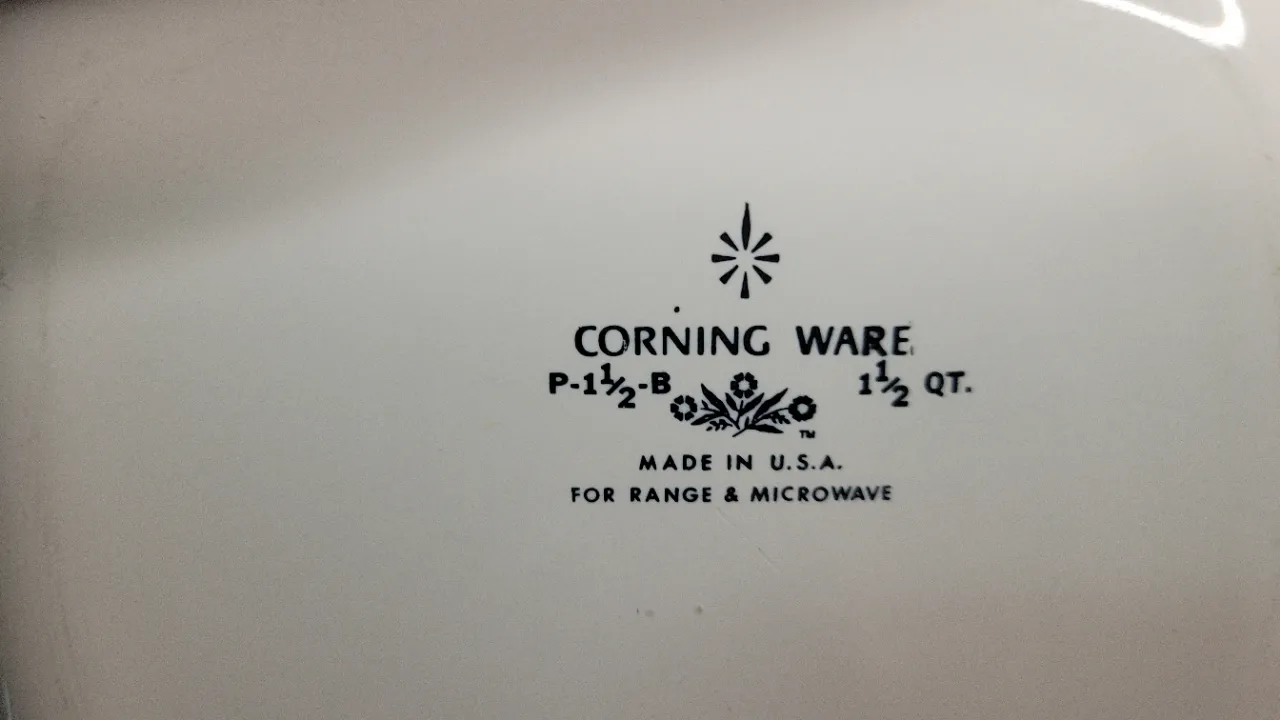 CORNING WARE
P-1½-B 1½ QT.
TM
MADE IN U.S.A.
FOR RANGE & MICROWAVE